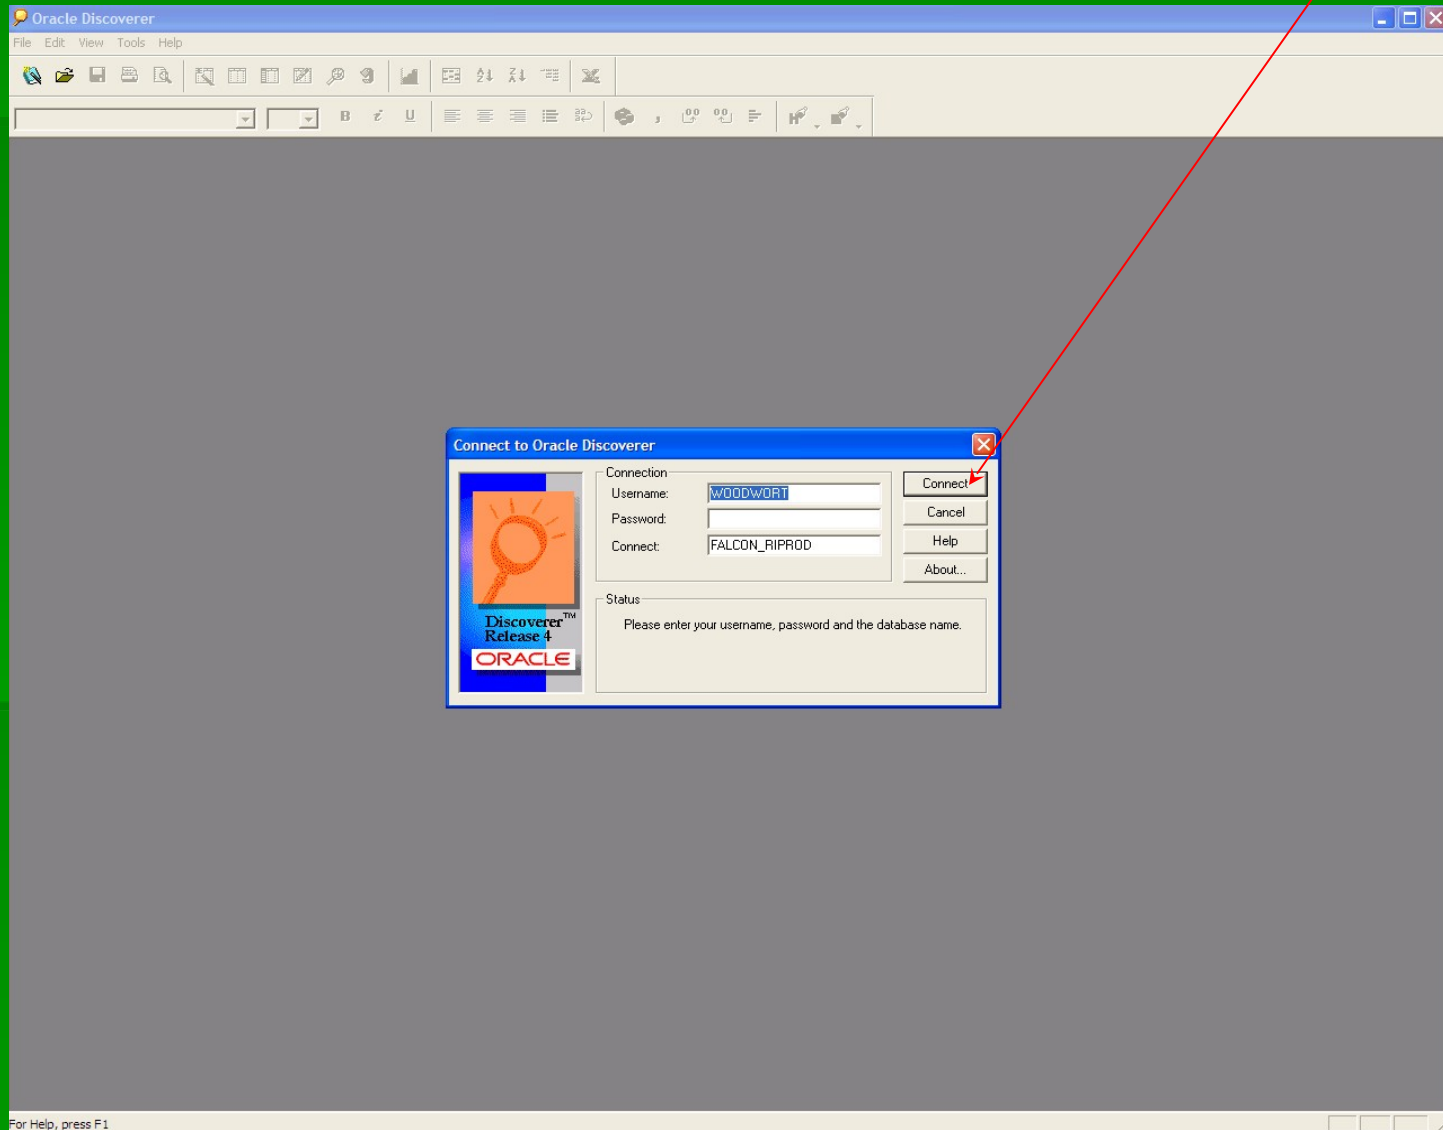 Oracle Discoverer
File Edit View Tools Help
B i U
Connect to Oracle Discoverer
Connection
Username: WOODWORT
Password:
Connect: FALCON_RIPROD
Connect
Cancel
Help
About...
Discoverer™
Release 4
ORACLE
Status
Please enter your username, password and the database name.
For Help, press F1